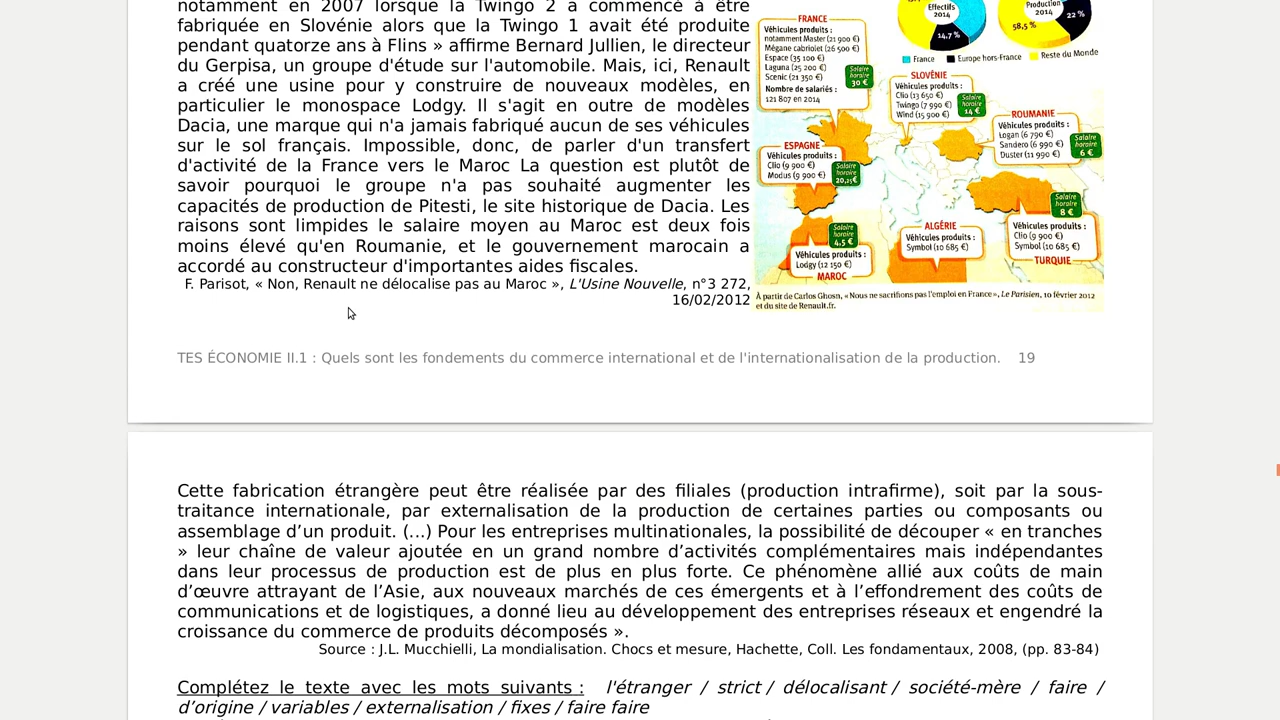 notamment en 2007 lorsque la Twingo 2 a commencé à être
fabriquée en Slovénie alors que la Twingo 1 avait été produite
pendant quatorze ans à Flins » affirme Bernard Jullien, le directeur
du Gerpisa, un groupe d'étude sur l'automobile. Mais, ici, Renault
a créé une usine pour y construire de nouveaux modèles, en
particulier le monospace Lodgy. Il s'agit en outre de modèles
Dacia, une marque qui n'a jamais fabriqué aucun de ses véhicules
sur le sol français. Impossible, donc, de parler d'un transfert
d'activité de la France vers le Maroc La question est plutôt de
savoir pourquoi le groupe n'a pas souhaité augmenter les
capacités de production de Pitesti, le site historique de Dacia. Les
raisons sont limpides le salaire moyen au Maroc est deux fois
moins élevé qu'en Roumanie, et le gouvernement marocain a
accordé au constructeur d'importantes aides fiscales.
F. Parisot, « Non, Renault ne délocalise pas au Maroc », L'Usine Nouvelle, n°3 272,
16/02/2012
Effectifs
2014
14,7 %
Production
2014
58,5 %
22 %
France
Europe hors-France
Reste du Monde
FRANCE
Véhicules produits :
notamment Master (21 900 €)
Mégane cabriolet (26 500 €)
Espace (35 100 €)
Laguna (25 200 €)
Scenic (21 350 €)
Nombre de salariés :
121 807 en 2014
Salaire
horaire
30 €
SLOVÉNIE
Véhicules produits :
Clio (13 650 €)
Twingo (7 990 €)
Wind (15 900 €)
Salaire
horaire
14 €
ROUMANIE
Véhicules produits :
Logan (6 790 €)
Sandero (6 990 €)
Duster (11 990 €)
Salaire
horaire
6 €
ESPAGNE
Véhicules produits :
Clio (9 900 €)
Modus (9 900 €)
Salaire
horaire
20,15€
Salaire
horaire
4,5 €
Véhicules produits :
Lodgy (12 150 €)
MAROC
ALGÉRIE
Véhicules produits :
Symbol (10 685 €)
Salaire
horaire
8 €
Véhicules produits :
Clio (9 900 €)
Symbol (10 685 €)
TURQUIE
À partir de Carlos Ghosn, « Nous ne sacrifions pas l'emploi en France », Le Parisien, 10 février 2012
et du site de Renault.fr.
TES ÉCONOMIE II.1 : Quels sont les fondements du commerce international et de l'internationalisation de la production. 19
Cette fabrication étrangère peut être réalisée par des filiales (production intrafirme), soit par la sous-
traitance internationale, par externalisation de la production de certaines parties ou composants ou
assemblage d’un produit. (...) Pour les entreprises multinationales, la possibilité de découper « en tranches
» leur chaîne de valeur ajoutée en un grand nombre d’activités complémentaires mais indépendantes
dans leur processus de production est de plus en plus forte. Ce phénomène allié aux coûts de main
d’œuvre attrayant de l’Asie, aux nouveaux marchés de ces émergents et à l’effondrement des coûts de
communications et de logistiques, a donné lieu au développement des entreprises réseaux et engendré la
croissance du commerce de produits décomposés ».
Source : J.L. Mucchielli, La mondialisation. Chocs et mesure, Hachette, Coll. Les fondamentaux, 2008, (pp. 83-84)
Complétez le texte avec les mots suivants : l'étranger / strict / délocalisant / société-mère / faire /
d’origine / variables / externalisation / fixes / faire faire